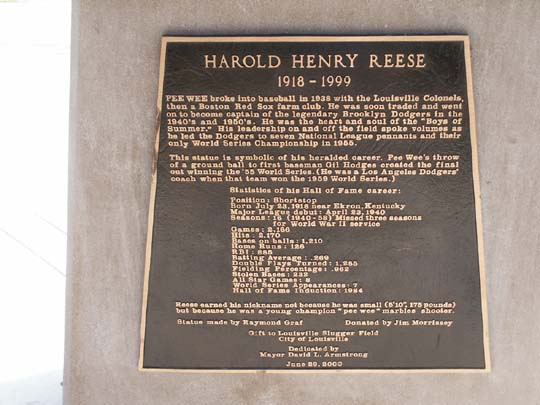 HAROLD HENRY REESE
1918 - 1999
PEE WEE broke into baseball in 1938 with the Louisville Colonels,
then a Boston Red Sox farm club. He was soon traded and went
on to become captain of the legendary Brooklyn Dodgers in the
1940's and 1950's. He was the heart and soul of the "Boys of
Summer." His leadership on and off the field spoke volumes as
he led the Dodgers to seven National League pennants and their
only World Series Championship in 1955.
This statue is symbolic of his heralded career. Pee Wee's throw
of a ground ball to first baseman Gil Hodges created the final
out winning the '55 World Series. (He was a Los Angeles Dodgers'
coach when that team won the 1959 World Series.)
Statistics of his Hall of Fame career:
Position: Shortstop
Born July 23, 1918 near Ekron, Kentucky
Major League debut: April 23, 1940
Seasons: 16 (1940-58) Missed three seasons
for World War II service
Games: 2,166
Hits: 2,170
Bases on balls: 1,210
Home Runs: 126
RBI: 885
Batting Average: .269
Double Plays Turned: 1,255
Fielding Percentage: .962
Stolen Bases: 232
All Star Games: 8
World Series Appearances: 7
Hall of Fame Induction: 1984
Reese earned his nickname not because he was small (5'10", 175 pounds)
but because he was a young champion "pee wee" marbles shooter.
Statue made by Raymond Graf Donated by Jim Morrissey
Gift to Louisville Slugger Field
City of Louisville
Dedicated by
Mayor David L. Armstrong
June 29, 2000